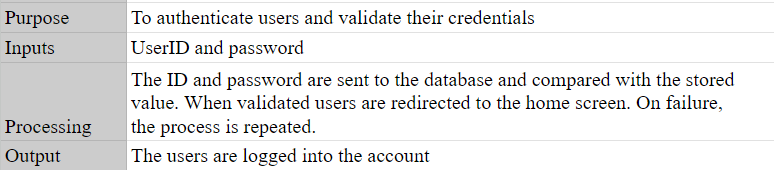 Purpose To authenticate users and validate their credentials
Inputs UserID and password
The ID and password are sent to the database and compared with the stored
value. When validated users are redirected to the home screen. On failure,
Processing the process is repeated.
Output The users are logged into the account